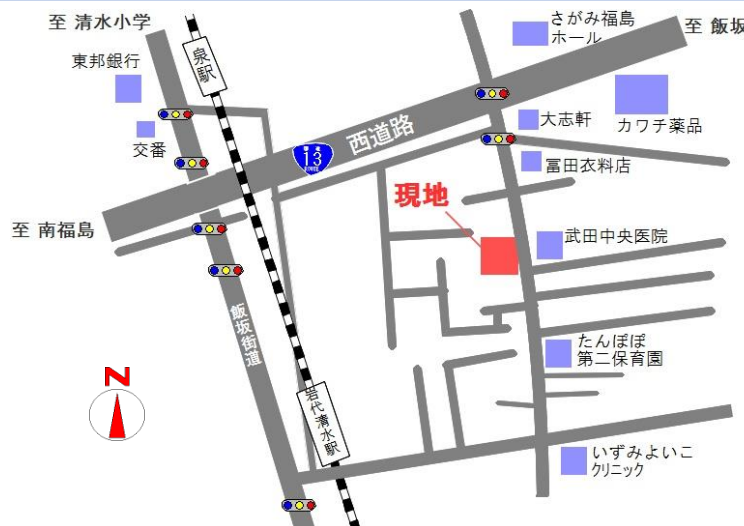 至 清水小学
東邦銀行
交番
泉駅
至 南福島
13
西道路
飯坂街道
岩代清水駅
現地
さがみ福島
ホール
至 飯坂
大志軒
カワチ薬品
冨田衣料店
武田中央医院
たんぽぽ
第二保育園
いずみよいこ
クリニック
N